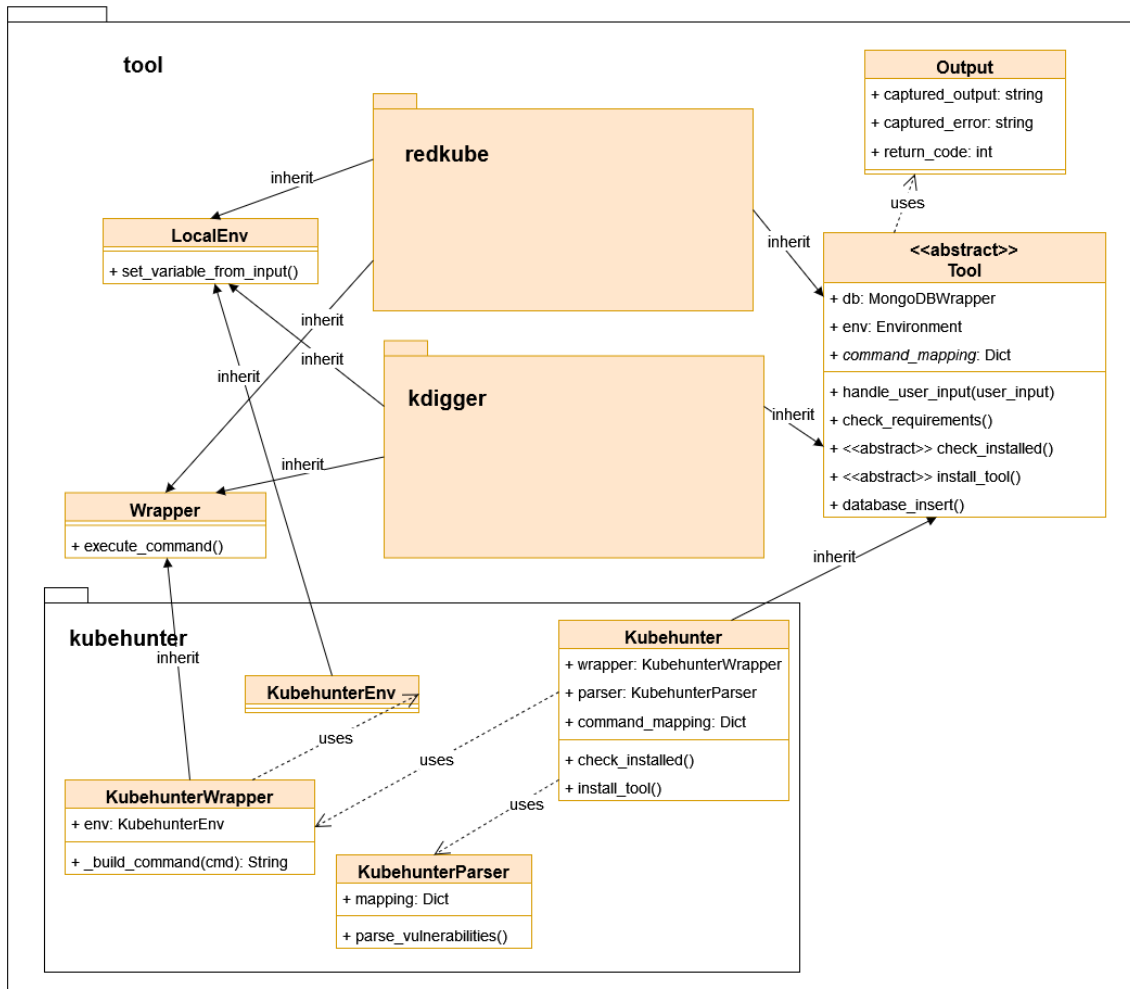 tool
Output
+ captured_output: string
+ captured_error: string
+ return_code: int
uses
redkube
inherit
inherit
LocalEnv
+ set_variable_from_input()
<<abstract>>
Tool
+ db: MongoDBWrapper
+ env: Environment
+ command_mapping: Dict
+ handle_user_input(user_input)
+ check_requirements()
+ <<abstract>> check_installed()
+ <<abstract>> install_tool()
+ database_insert()
inherit
inherit
inherit
kdigger
inherit
inherit
Wrapper
+ execute_command()
inherit
kubehunter
inherit
Kubehunter
+ wrapper: KubehunterWrapper
+ parser: KubehunterParser
+ command_mapping: Dict
+ check_installed()
+ install_tool()
KubehunterEnv
uses
uses
uses
KubehunterWrapper
+ env: KubehunterEnv
+ _build_command(cmd): String
KubehunterParser
+ mapping: Dict
+ parse_vulnerabilities()